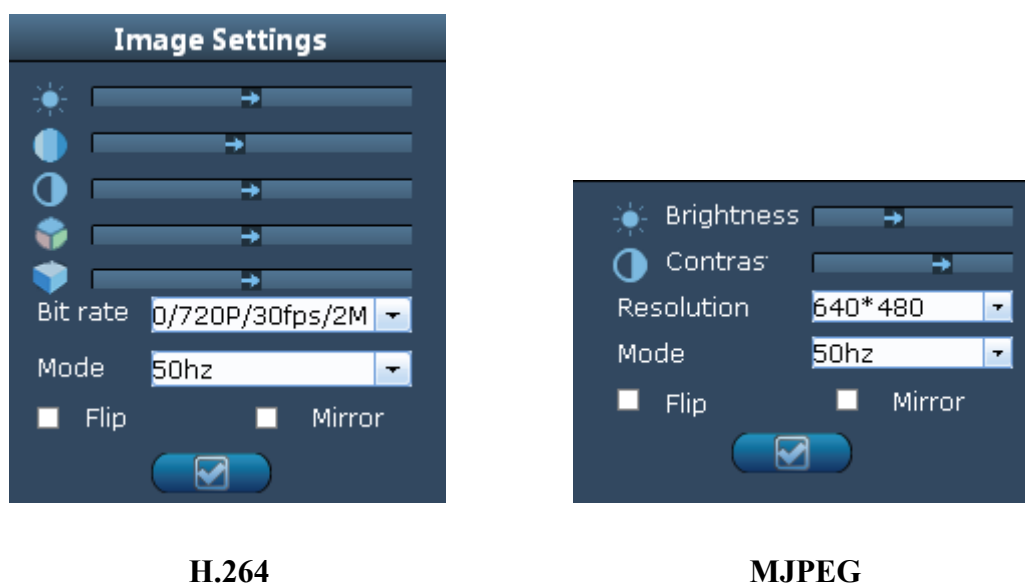 Image Settings
Bit rate 0/720P/30fps/2M
Mode 50hz
Flip Mirror
H.264
Brightness
Contras
Resolution 640*480
Mode 50hz
Flip Mirror
MJPEG